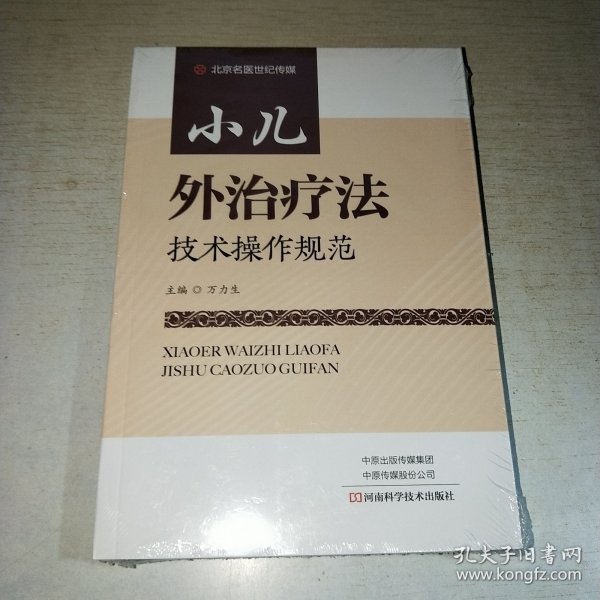 北京名医世纪传媒
小儿
外治疗法
技术操作规范
主编◎万力生
XIAOER WAIZHI LIAOFA
JISHU CAOZUO GUIFAN
中原出版传媒集团
中原传媒股份公司
河南科学技术出版社
孔夫子旧书网
www.kongfz.com